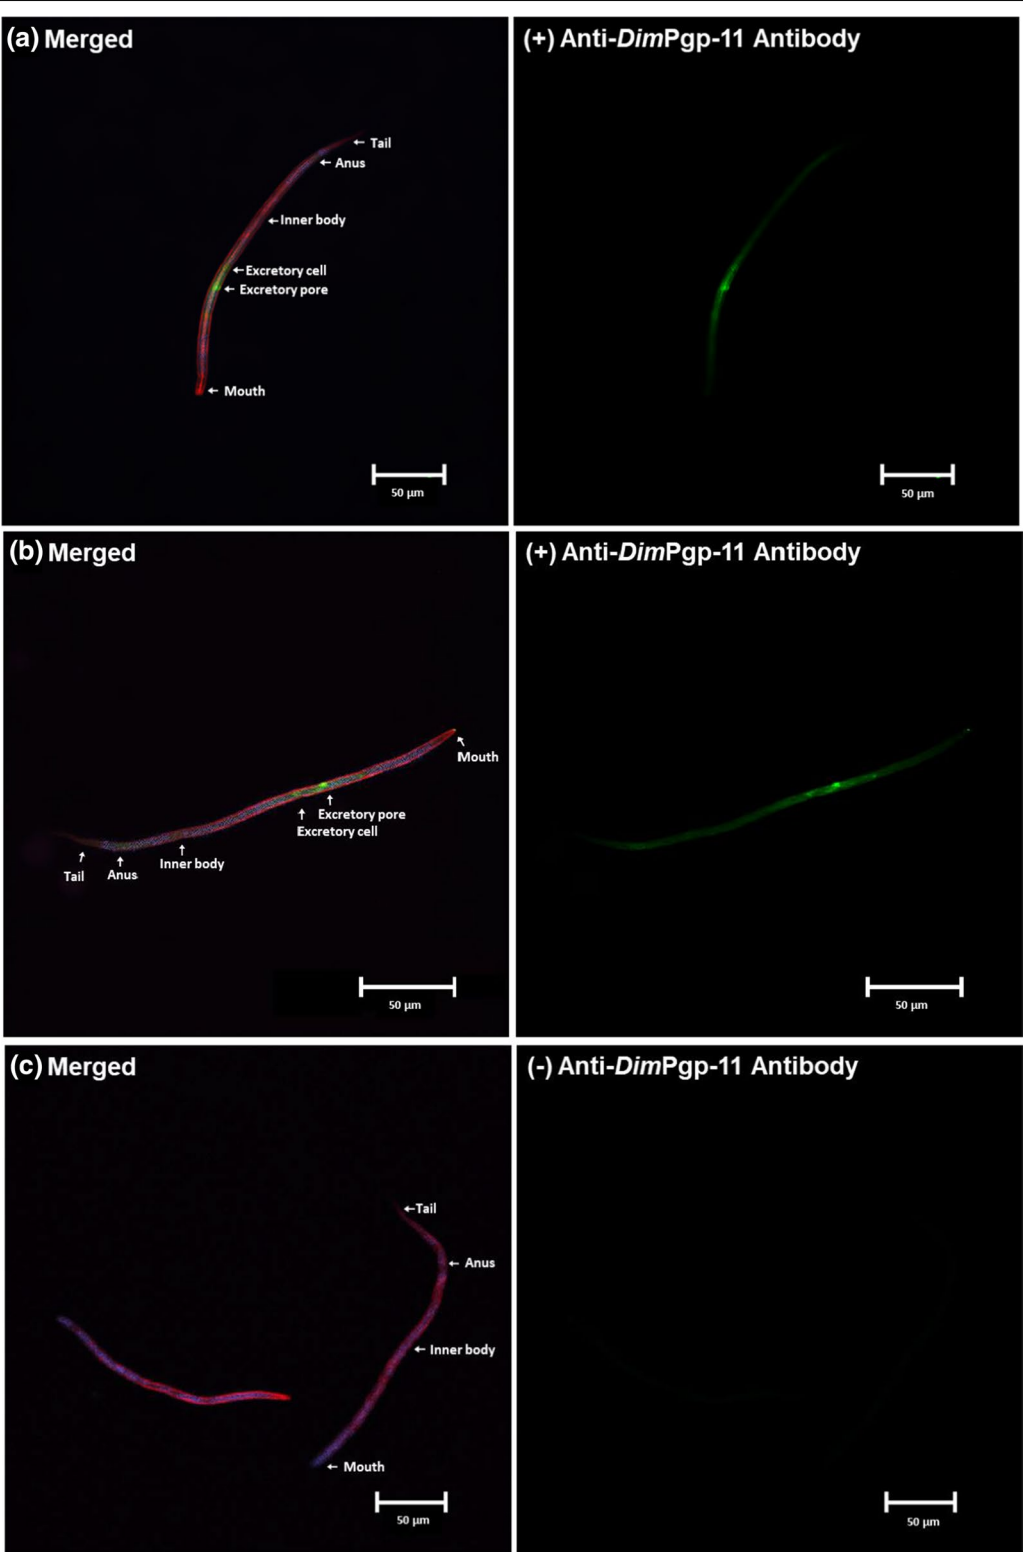 (a) Merged
(+) Anti-DimPgp-11 Antibody
← Tail
← Anus
← Inner body
← Excretory cell
← Excretory pore
← Mouth
50 µm
50 µm
(b) Merged
(+) Anti-DimPgp-11 Antibody
Mouth
Excretory pore
Excretory cell
Inner body
Tail
Anus
50 µm
50 µm
(c) Merged
(-) Anti-DimPgp-11 Antibody
←Tail
← Anus
← Inner body
← Mouth
50 µm
50 µm